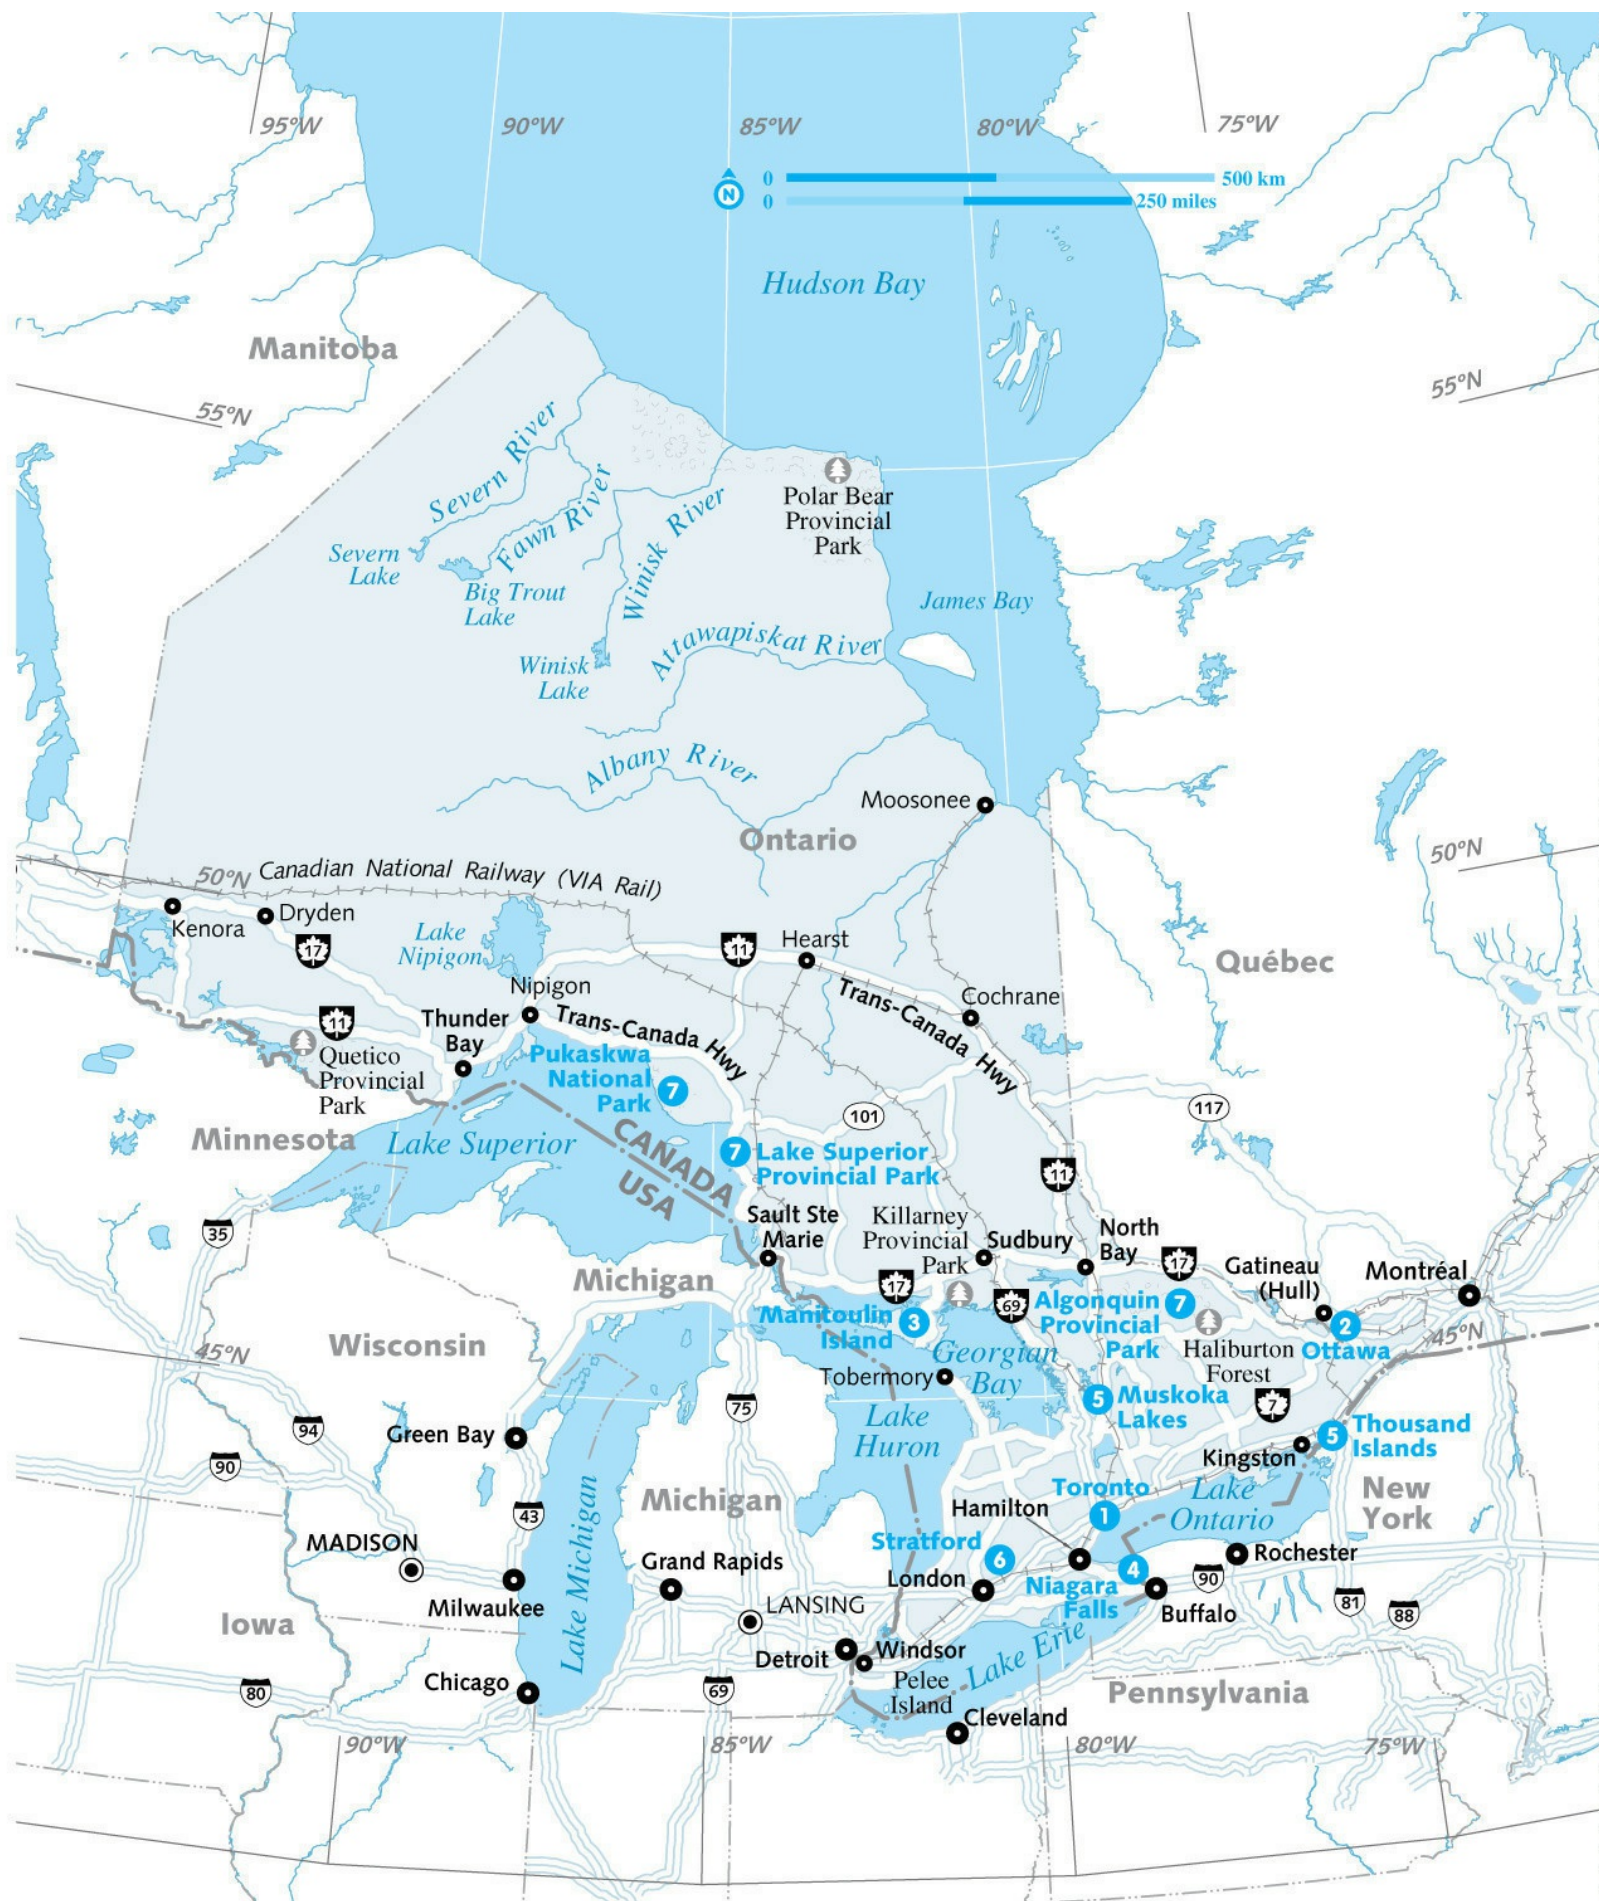 95°W
90°W
85°W
80°W
75°W
0
500 km
N
0
250 miles
Hudson Bay
Manitoba
55°N
55°N
Severn River
Fawn River
Winisk River
Polar Bear
Provincial
Park
Severn
Lake
Big Trout
Lake
James Bay
Winisk
Lake
Attawapiskat River
Albany River
Moosonee
Ontario
50°N
50°N
Canadian National Railway (VIA Rail)
Kenora
Dryden
17
Lake
Nipigon
11
Hearst
Québec
Nipigon
Trans-Canada Hwy
Cochrane
11
Thunder
Bay
Trans-Canada Hwy
Quetico
Provincial
Park
Pukaskwa
National
Park
7
101
117
Minnesota
Lake Superior
CANADA
USA
7
Lake Superior
Provincial Park
11
35
Sault Ste
Marie
Killarney
Provincial
Park
Sudbury
North
Bay
17
Gatineau
(Hull)
Montréal
Michigan
17
69
Manitoulin
Island
3
Algonquin
Provincial
Park
7
Haliburton
Forest
2
Ottawa
45°N
Wisconsin
45°N
Georgian
Bay
Tobermory
5
Muskoka
Lakes
7
75
Lake
Huron
94
Green Bay
90
5
Thousand
Islands
Kingston
New
York
Michigan
Toronto
1
Lake
Ontario
43
Hamilton
MADISON
Lake Michigan
Stratford
6
Grand Rapids
Rochester
London
Niagara
Falls
4
90
Milwaukee
LANSING
Buffalo
81
88
Iowa
Detroit
Windsor
Lake Erie
Pelee
Island
Chicago
80
69
Pennsylvania
Cleveland
90°W
85°W
80°W
75°W